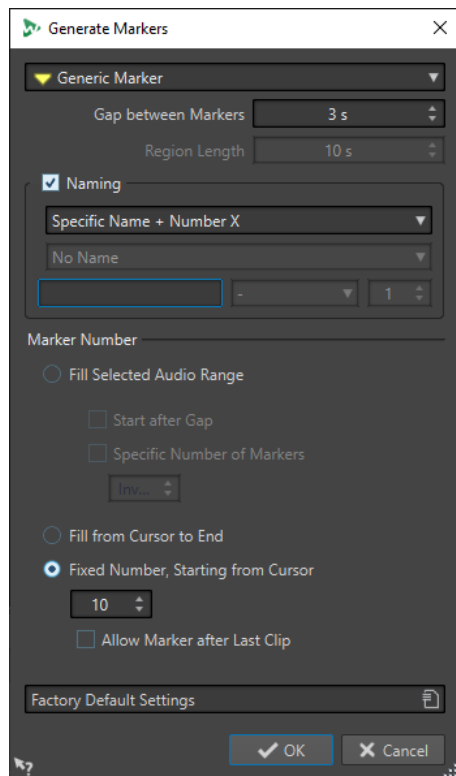 Generate Markers
Generic Marker
Gap between Markers 3 s
Region Length 10 s
Naming
Specific Name + Number X
No Name
- 1
Marker Number
Fill Selected Audio Range
Start after Gap
Specific Number of Markers
Inv...
Fill from Cursor to End
Fixed Number, Starting from Cursor
10
Allow Marker after Last Clip
Factory Default Settings
OK Cancel
?